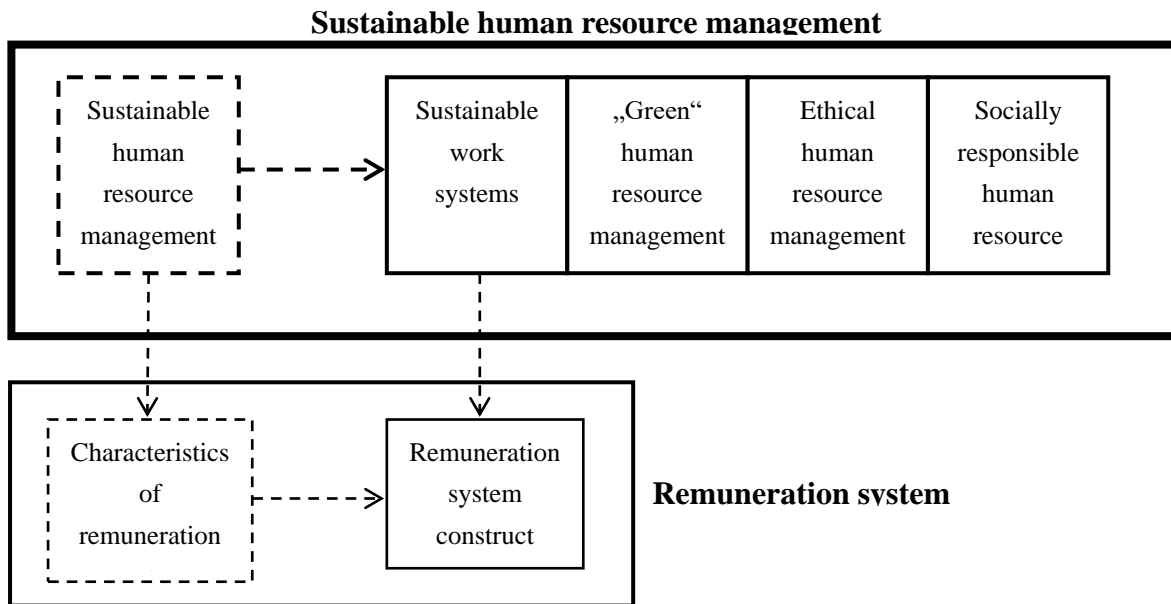 Sustainable human resource management
Sustainable
human
resource
management
Sustainable
work
systems
„Green“
human
resource
management
Ethical
human
resource
management
Socially
responsible
human
resource
Characteristics
of
remuneration
Remuneration
system
construct
Remuneration system